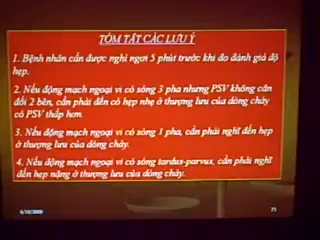 TÓM TẮT CÁC LƯU Ý
1. Bệnh nhân cần được nghỉ ngơi 5 phút trước khi đo đánh giá độ
hẹp.
2. Nếu động mạch ngoại vi có sóng 3 pha nhưng PSV không cân
đối 2 bên, cần phải đến có hẹp nhẹ ở thượng lưu của dòng chảy
có PSV thấp hơn.
3. Nếu động mạch ngoại vi có sóng 1 pha, cần phải nghĩ đến hẹp
ở thượng lưu của dòng chảy.
4. Nếu động mạch ngoại vi có sóng tardus-parvus, cần phải nghĩ
đến hẹp nặng ở thượng lưu của dòng chảy.
6/10/2009
71